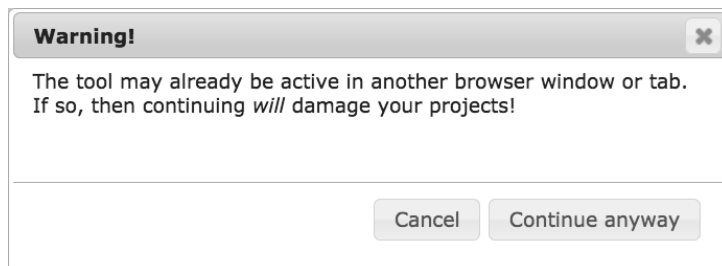 Warning!
The tool may already be active in another browser window or tab.
If so, then continuing will damage your projects!
Cancel
Continue anyway